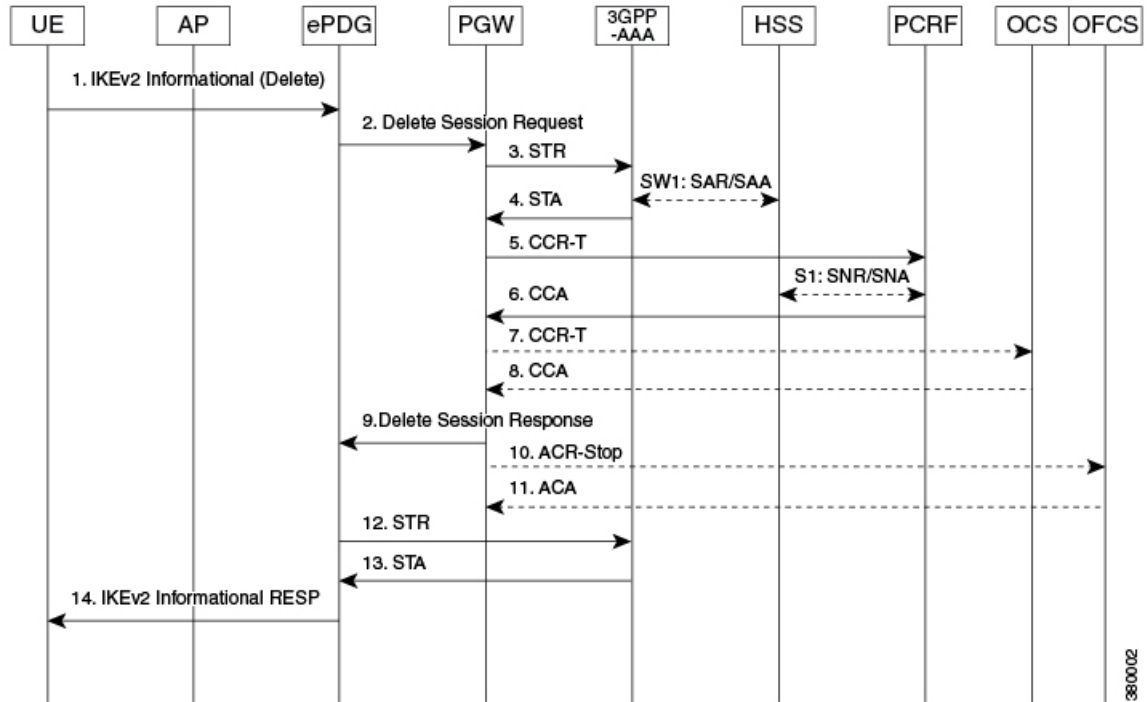 UE AP ePDG PGW 3GPP HSS PCRF OCS OFCS
-AAA
1. IKEv2 Informational (Delete)
2. Delete Session Request
3. STR
SW1: SAR/SAA
4. STA
5. CCR-T
S1: SNR/SNA
6. CCA
7. CCR-T
8. CCA
9.Delete Session Response
10. ACR-Stop
11. ACA
12. STR
13. STA
14. IKEv2 Informational RESP
380002